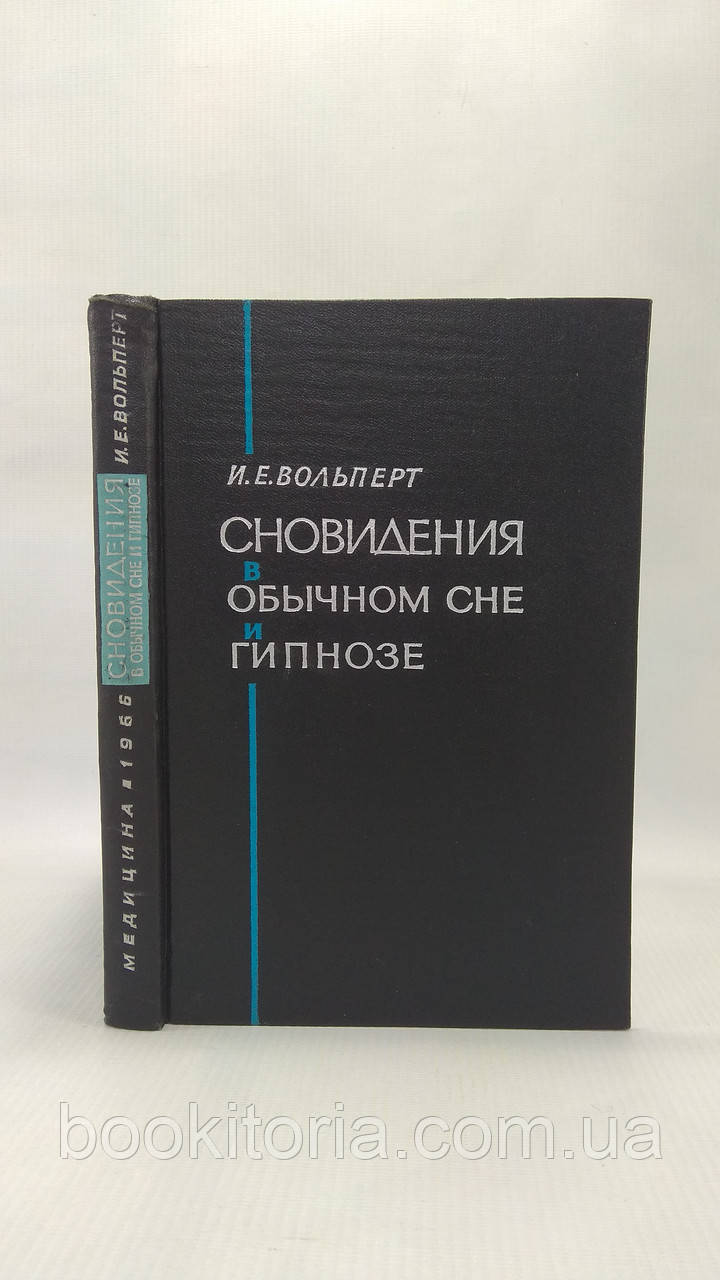 И.Е.ВОЛЬПЕРТ
СНОВИДЕНИЯ
В
ОБЫЧНОМ СНЕ
И
ГИПНОЗЕ
И.Е.ВОЛЬПЕРТ
СНОВИДЕНИЯ
В ОБЫЧНОМ СНЕ И ГИПНОЗЕ
МЕДИЦИНА 1966
bookitoria.com.ua